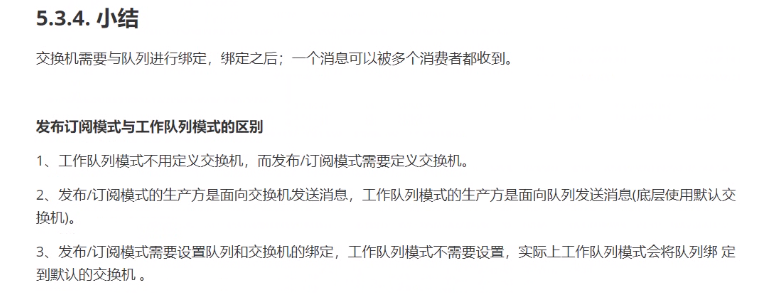 5.3.4. 小结
交换机需要与队列进行绑定，绑定之后；一个消息可以被多个消费者都收到。
发布订阅模式与工作队列模式的区别
1、工作队列模式不用定义交换机，而发布/订阅模式需要定义交换机。
2、发布/订阅模式的生产方是面向交换机发送消息，工作队列模式的生产方是面向队列发送消息(底层使用默认交
换机)。
3、发布/订阅模式需要设置队列和交换机的绑定，工作队列模式不需要设置，实际上工作队列模式会将队列绑 定
到默认的交换机 。